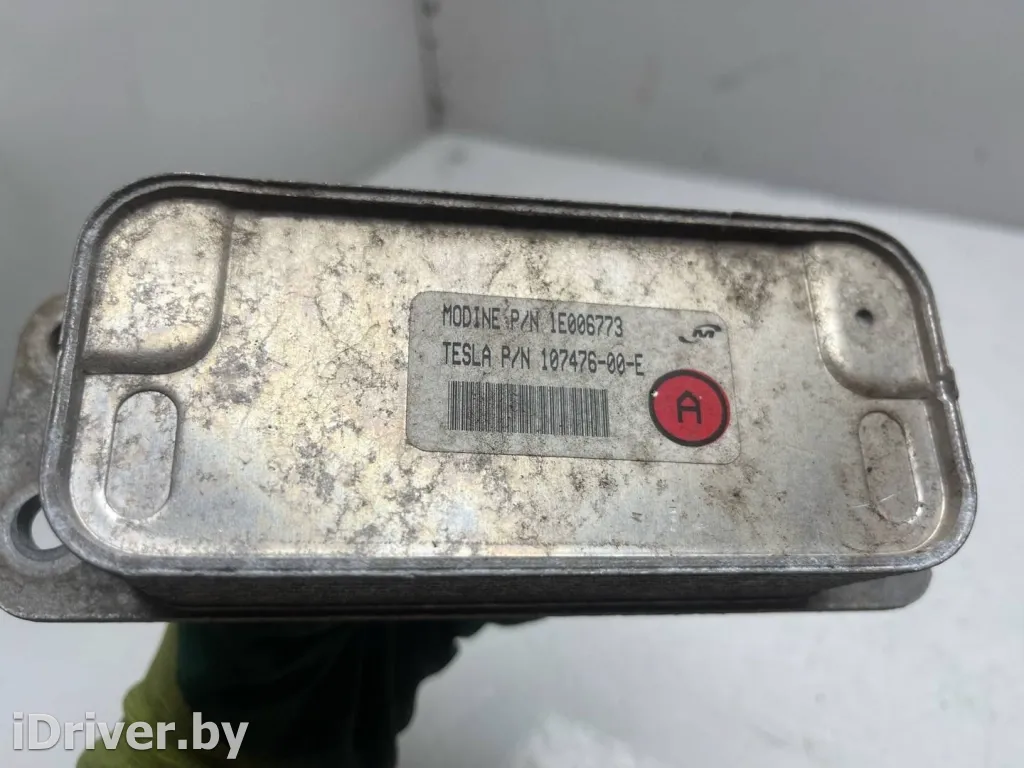 MODINE P/N 1E006773
TESLA P/N 107476-00-E
A
iDriver.by